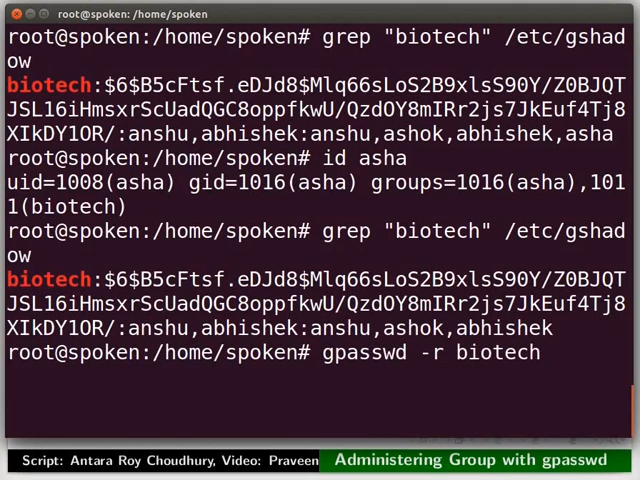 root@spoken: /home/spoken
root@spoken:/home/spoken# grep "biotech" /etc/gshad
ow
biotech:$6$B5cFtsf.eDJd8$Mlq66sLoS2B9xlsS90Y/Z0BJQT
JSL16iHmsxrScUadQGC8oppfkwU/QzdOY8mIRr2js7JkEuf4Tj8
XIkDY1OR/:anshu,abhishek:anshu,ashok,abhishek,asha
root@spoken:/home/spoken# id asha
uid=1008(asha) gid=1016(asha) groups=1016(asha),101
1(biotech)
root@spoken:/home/spoken# grep "biotech" /etc/gshad
ow
biotech:$6$B5cFtsf.eDJd8$Mlq66sLoS2B9xlsS90Y/Z0BJQT
JSL16iHmsxrScUadQGC8oppfkwU/QzdOY8mIRr2js7JkEuf4Tj8
XIkDY1OR/:anshu,abhishek:anshu,ashok,abhishek
root@spoken:/home/spoken# gpasswd -r biotech
Script: Antara Roy Choudhury, Video: Praveen
Administering Group with gpasswd